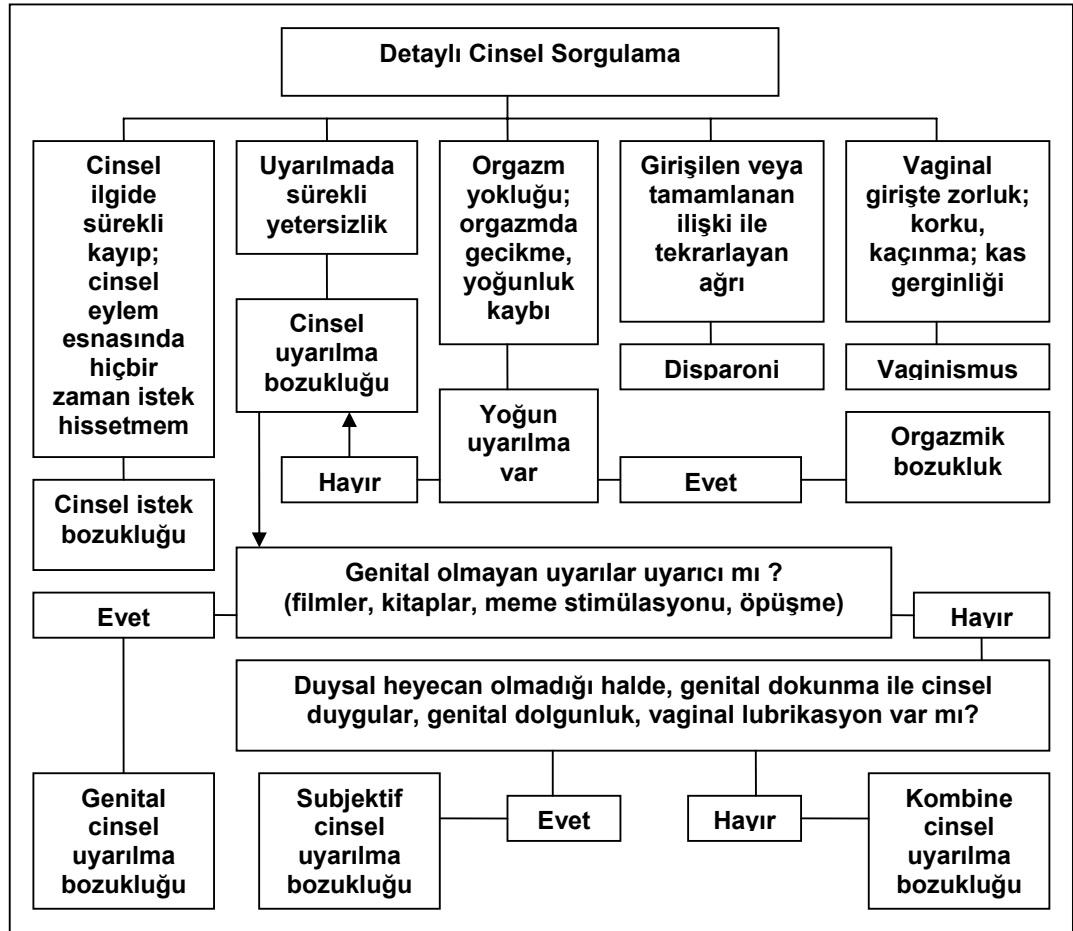 Detaylı Cinsel Sorgulama
Cinsel
ilgide
sürekli
kayıp;
cinsel
eylem
esnasında
hiçbir
zaman istek
hissetmem
Uyarılmada
sürekli
yetersizlik
Orgazm
yokluğu;
orgazmda
gecikme,
yoğunluk
kaybı
Girişilen veya
tamamlanan
ilişki ile
tekrarlayan
ağrı
Vaginal
girişte zorluk;
korku,
kaçınma; kas
gerginliği
Cinsel
uyarılma
bozukluğu
Disparoni
Vaginismus
Cinsel istek
bozukluğu
Hayır
Yoğun
uyarılma
var
Evet
Orgazmik
bozukluk
Genital olmayan uyarılar uyarıcı mı ?
(filmler, kitaplar, meme stimülasyonu, öpüşme)
Evet
Hayır
Duysal heyecan olmadığı halde, genital dokunma ile cinsel
duygular, genital dolgunluk, vaginal lubrikasyon var mı?
Genital
cinsel
uyarılma
bozukluğu
Subjektif
cinsel
uyarılma
bozukluğu
Evet
Hayır
Kombine
cinsel
uyarılma
bozukluğu